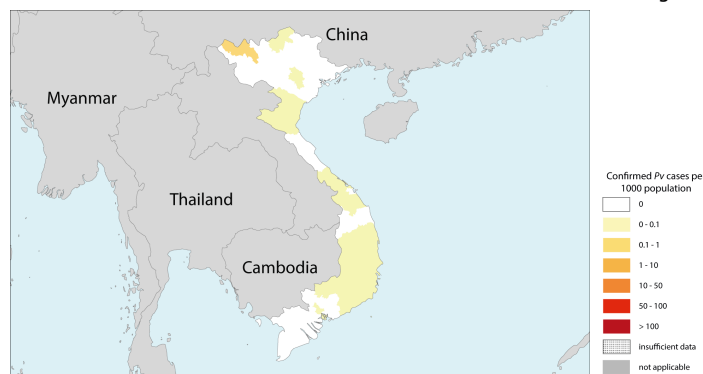 China
Myanmar
Thailand
Cambodia
Confirmed Pv cases pe
1000 population
0
0 - 0.1
0.1 - 1
1 - 10
10 - 50
50 - 100
> 100
insufficient data
not applicable